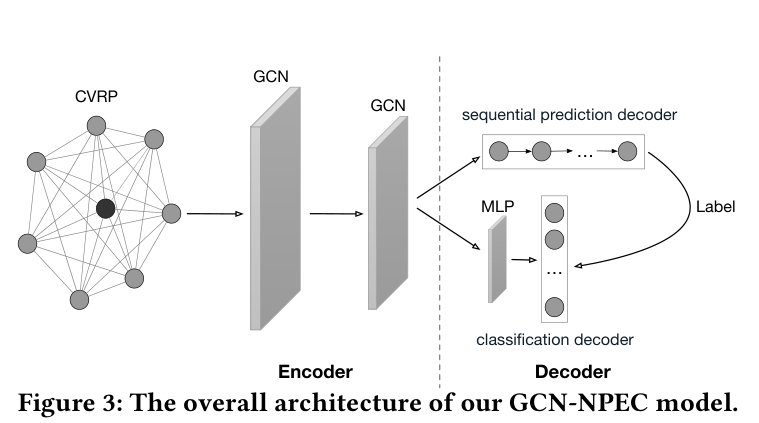 GCN
CVRP
GCN
sequential prediction decoder
...
MLP
Label
...
classification decoder
Encoder
Decoder
Figure 3: The overall architecture of our GCN-NPEC model.